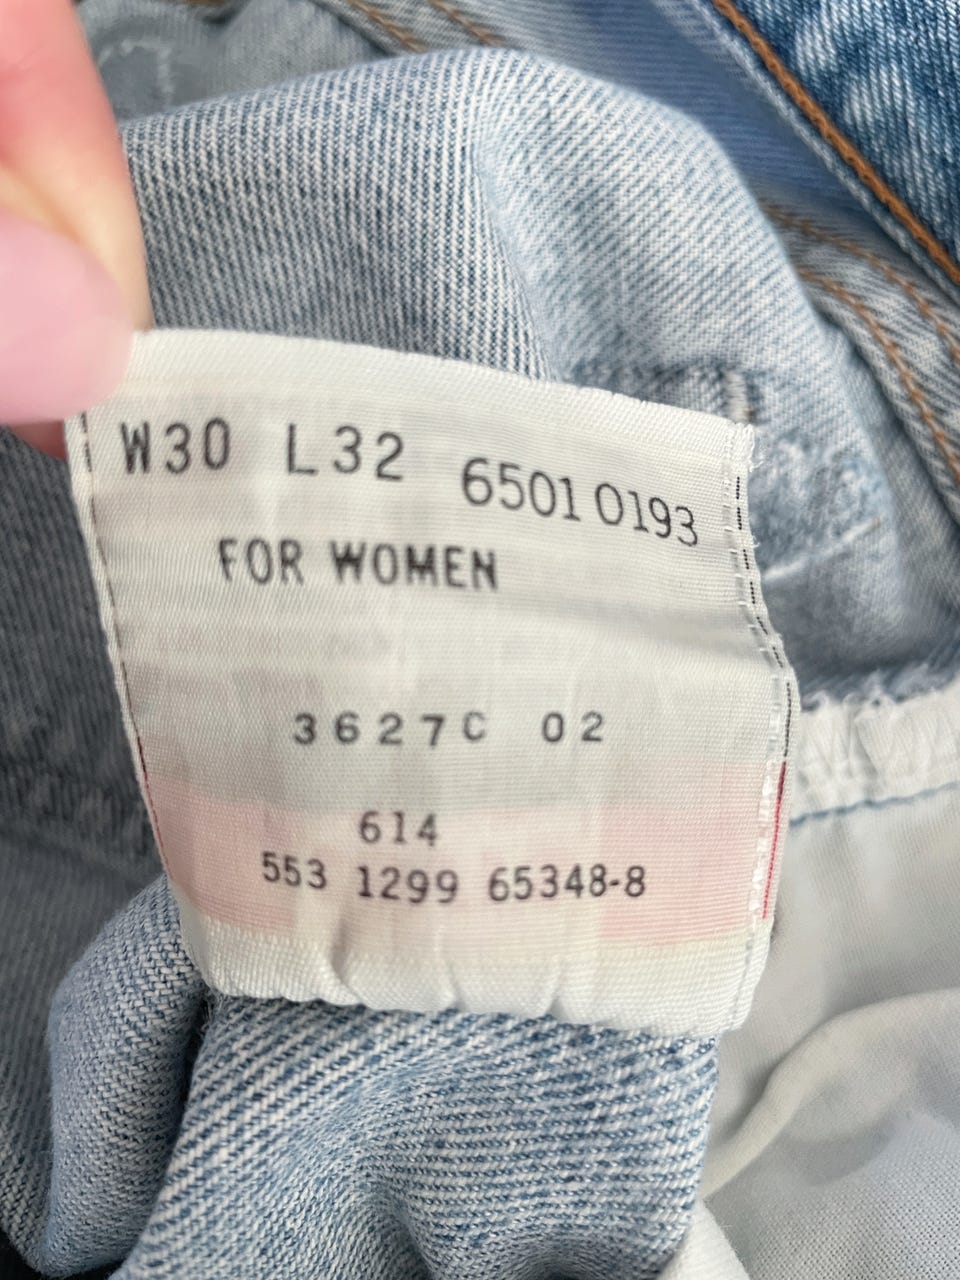 W30 L32 6501 0193
FOR WOMEN
3627C 02
614
553 1299 65348-8